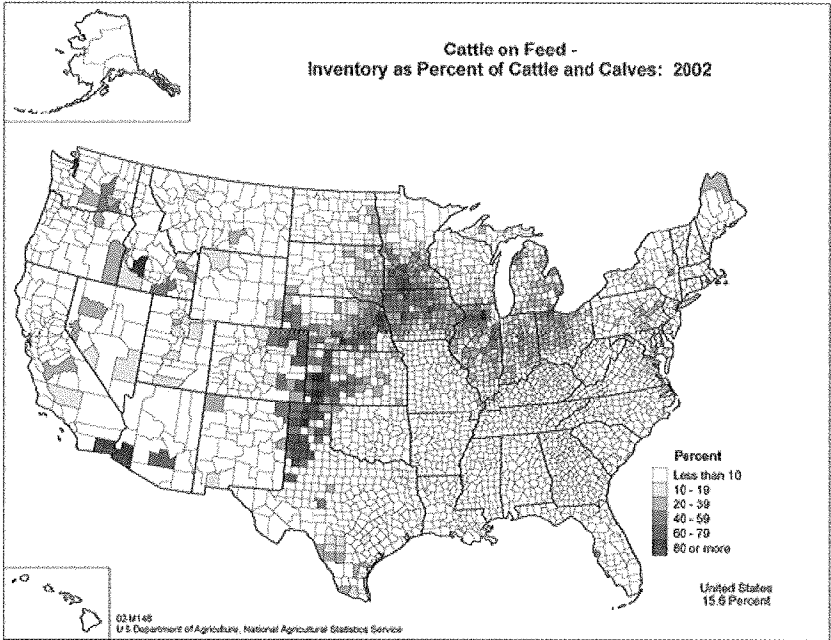 Cattle on Feed -
Inventory as Percent of Cattle and Calves: 2002
Percent
Less than 10
10 - 19
20 - 39
40 - 59
60 - 79
80 or more
United States
15.6 Percent
02-M148
U.S. Department of Agriculture, National Agricultural Statistics Service